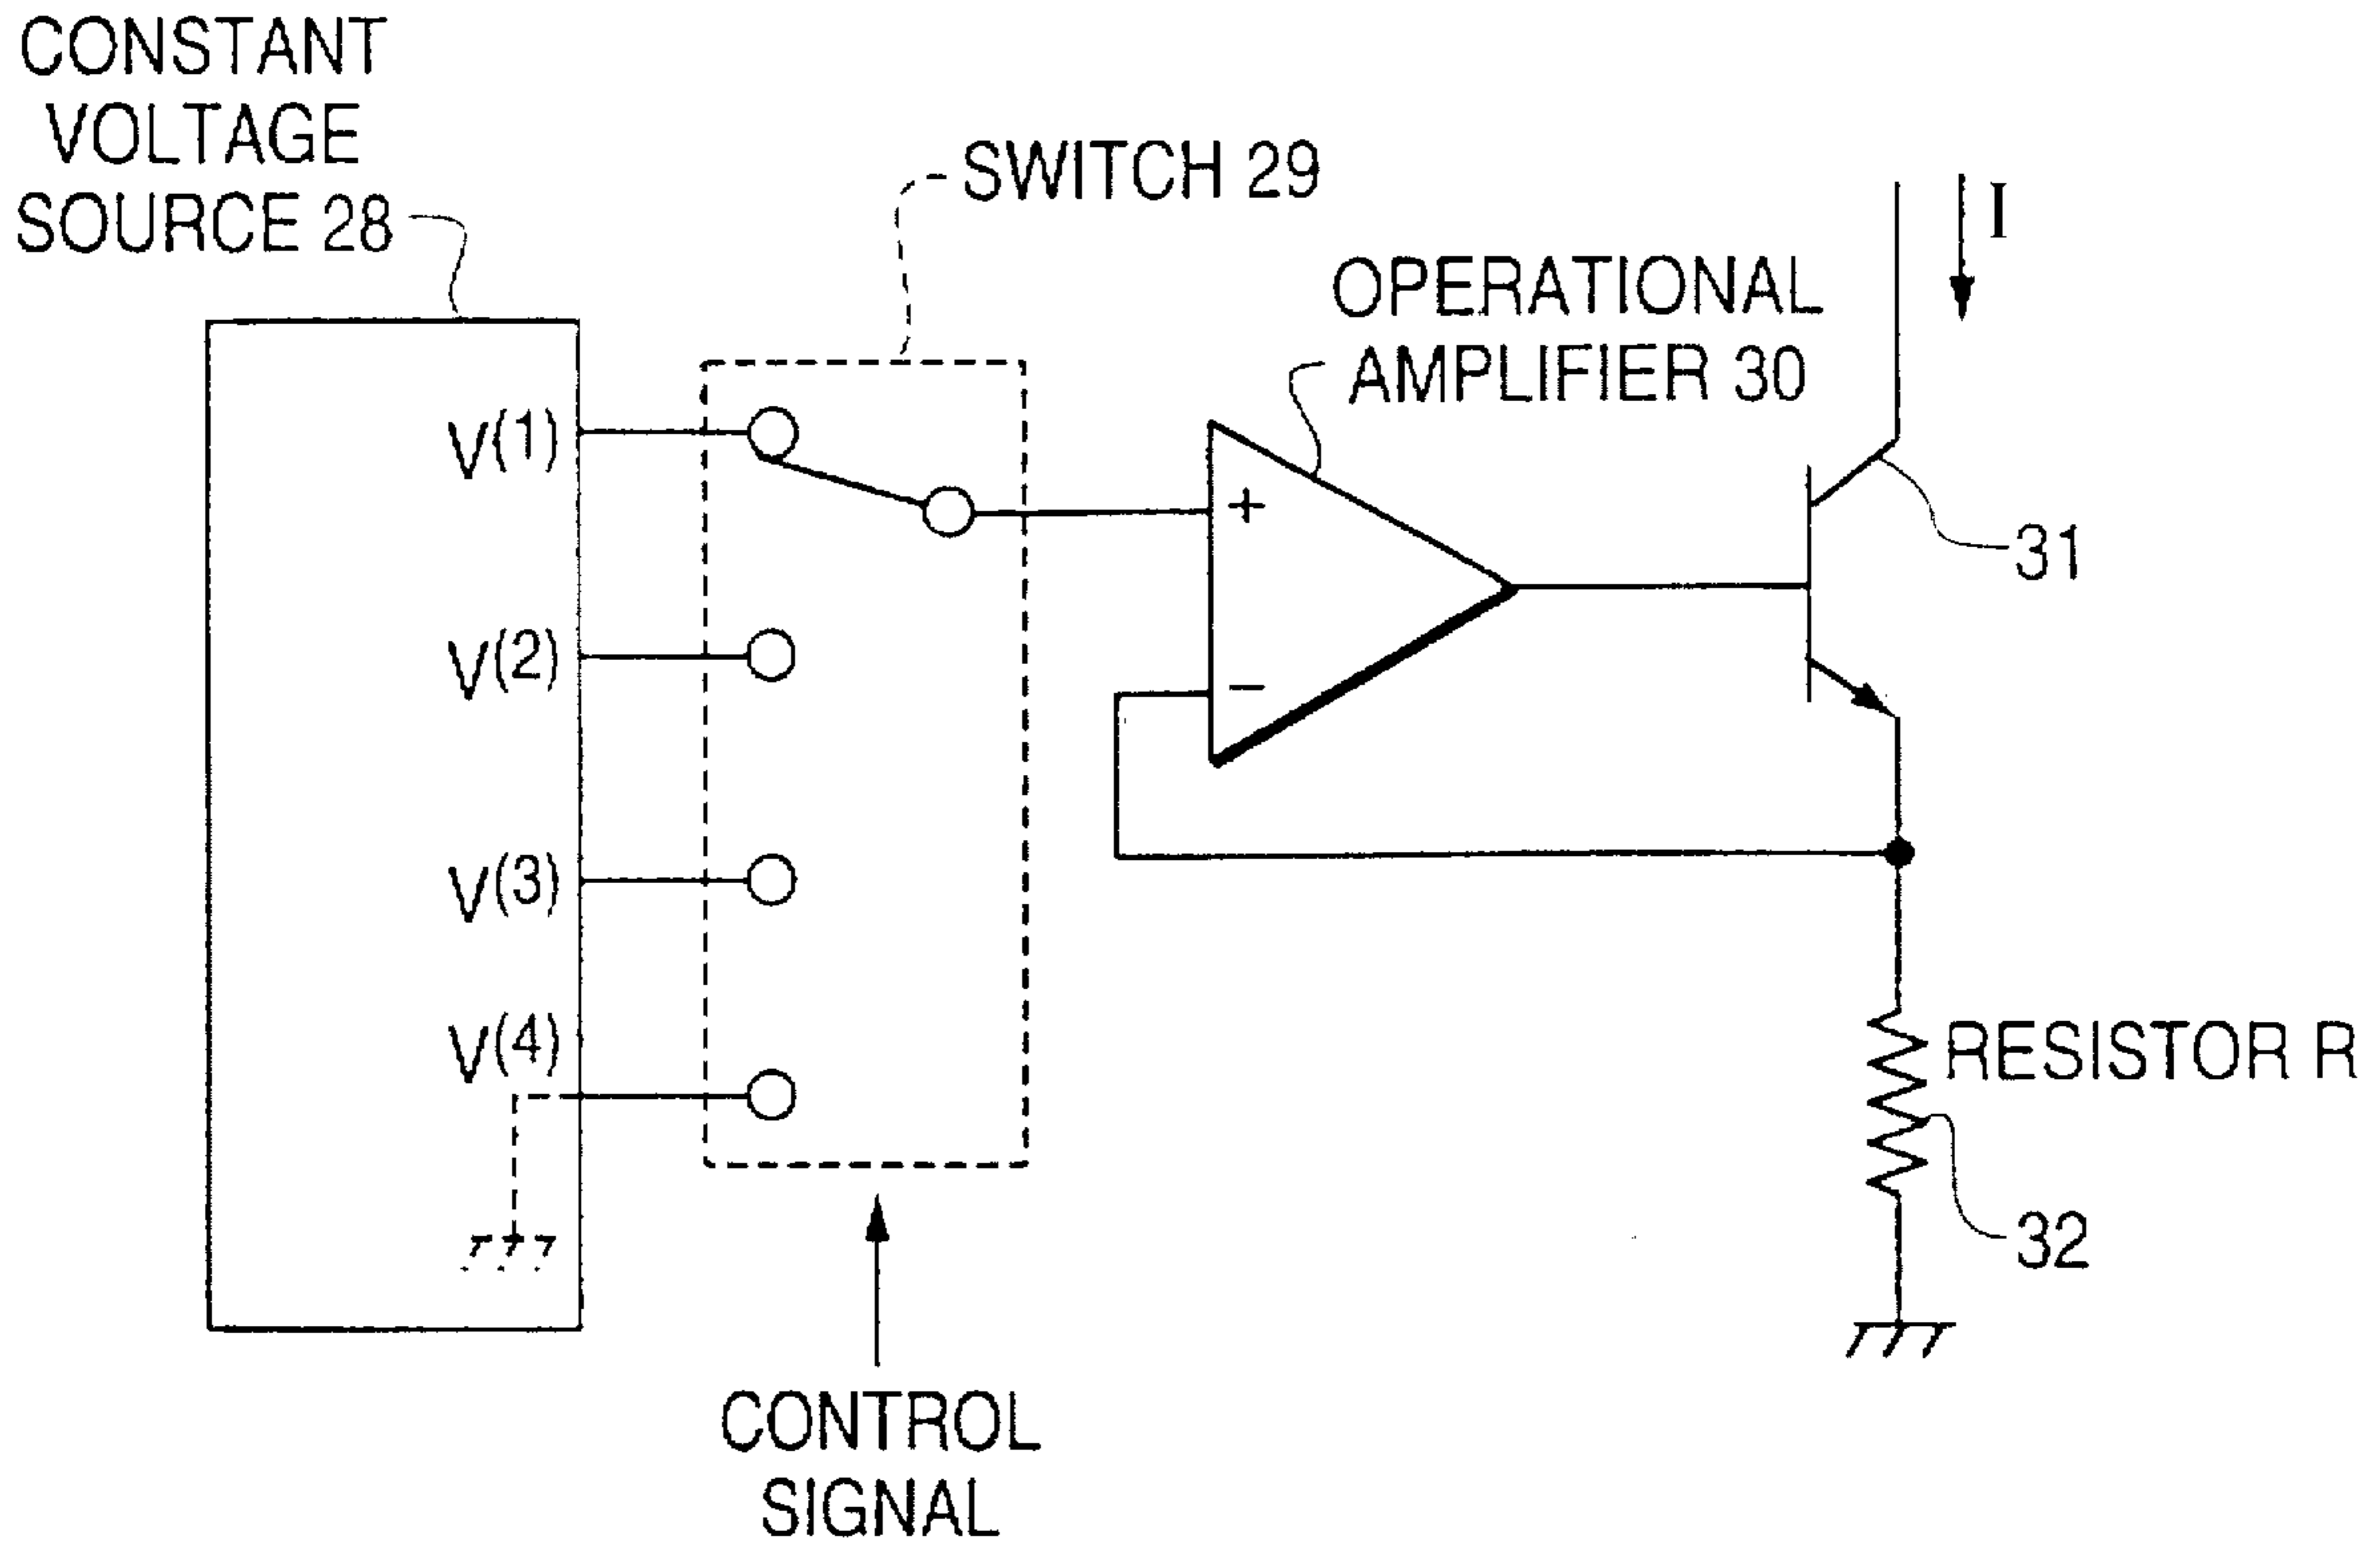 CONSTANT
VOLTAGE
SOURCE 28
SWITCH 29
I
OPERATIONAL
AMPLIFIER 30
V(1)
+
31
V(2)
−
V(3)
V(4)
RESISTOR R
32
CONTROL
SIGNAL